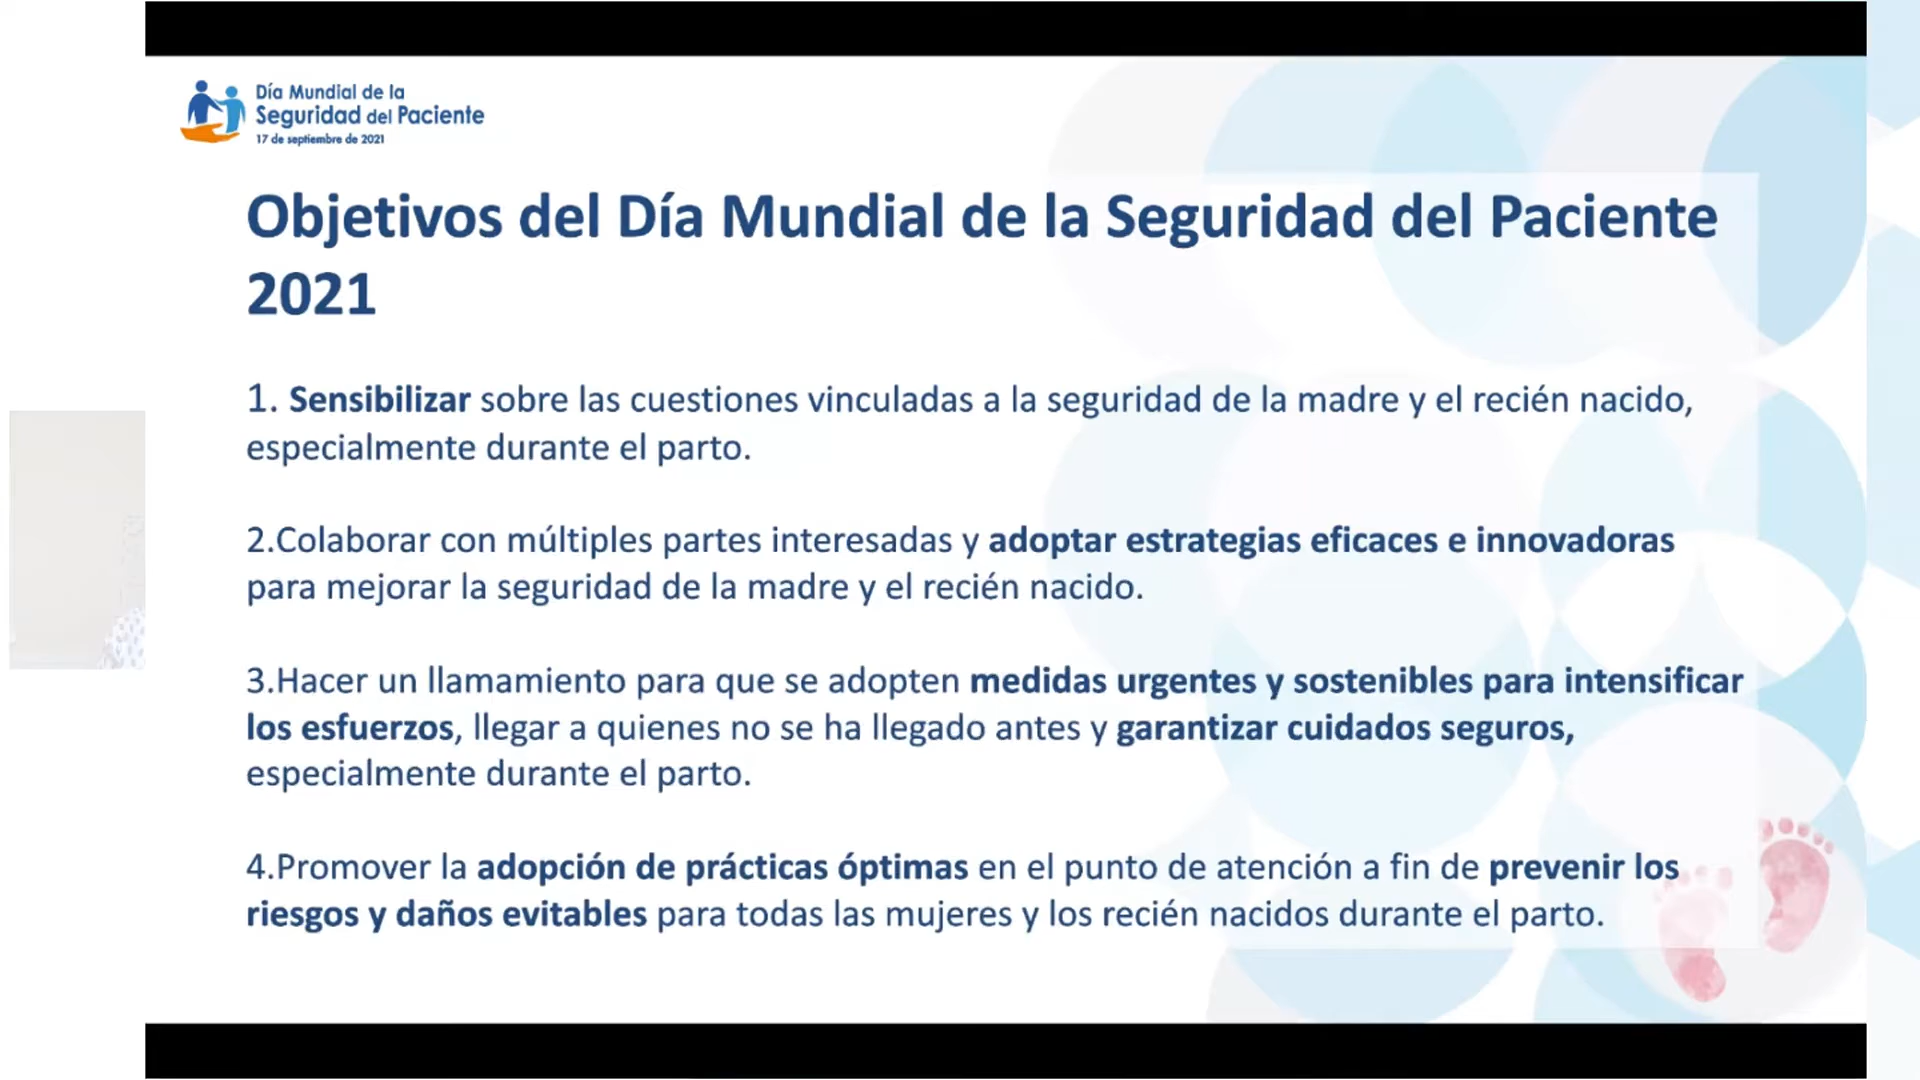 Día Mundial de la
Seguridad del Paciente
17 de septiembre de 2021
Objetivos del Día Mundial de la Seguridad del Paciente
2021
1. Sensibilizar sobre las cuestiones vinculadas a la seguridad de la madre y el recién nacido,
especialmente durante el parto.
2.Colaborar con múltiples partes interesadas y adoptar estrategias eficaces e innovadoras
para mejorar la seguridad de la madre y el recién nacido.
3.Hacer un llamamiento para que se adopten medidas urgentes y sostenibles para intensificar
los esfuerzos, llegar a quienes no se ha llegado antes y garantizar cuidados seguros,
especialmente durante el parto.
4.Promover la adopción de prácticas óptimas en el punto de atención a fin de prevenir los
riesgos y daños evitables para todas las mujeres y los recién nacidos durante el parto.